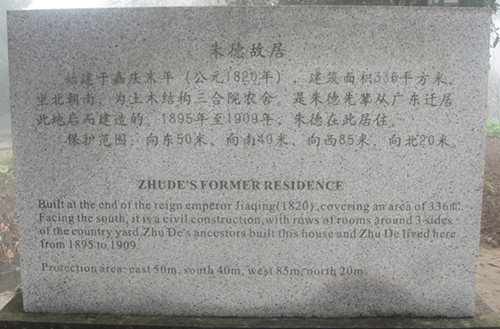 朱德故居
始建于嘉庆末年（公元1820年），建筑面积336平方米，
坐北朝南，为土木结构三合院农舍。是朱德先辈从广东迁居
此地后而建造的。1895年至1909年，朱德在此居住。
保护范围：向东50米、向南40米、向西85米、向北20米。
ZHUDE'S FORMER RESIDENCE
Built at the end of the reign emperor Jiaqing(1820), covering an area of 336㎡.
Facing the south, it is a civil construction, with rows of rooms around 3-sides
of the country yard. Zhu De's ancestors built this house and Zhu De lived here
from 1895 to 1909.
Protection area: east 50m, south 40m, west 85m, north 20m.